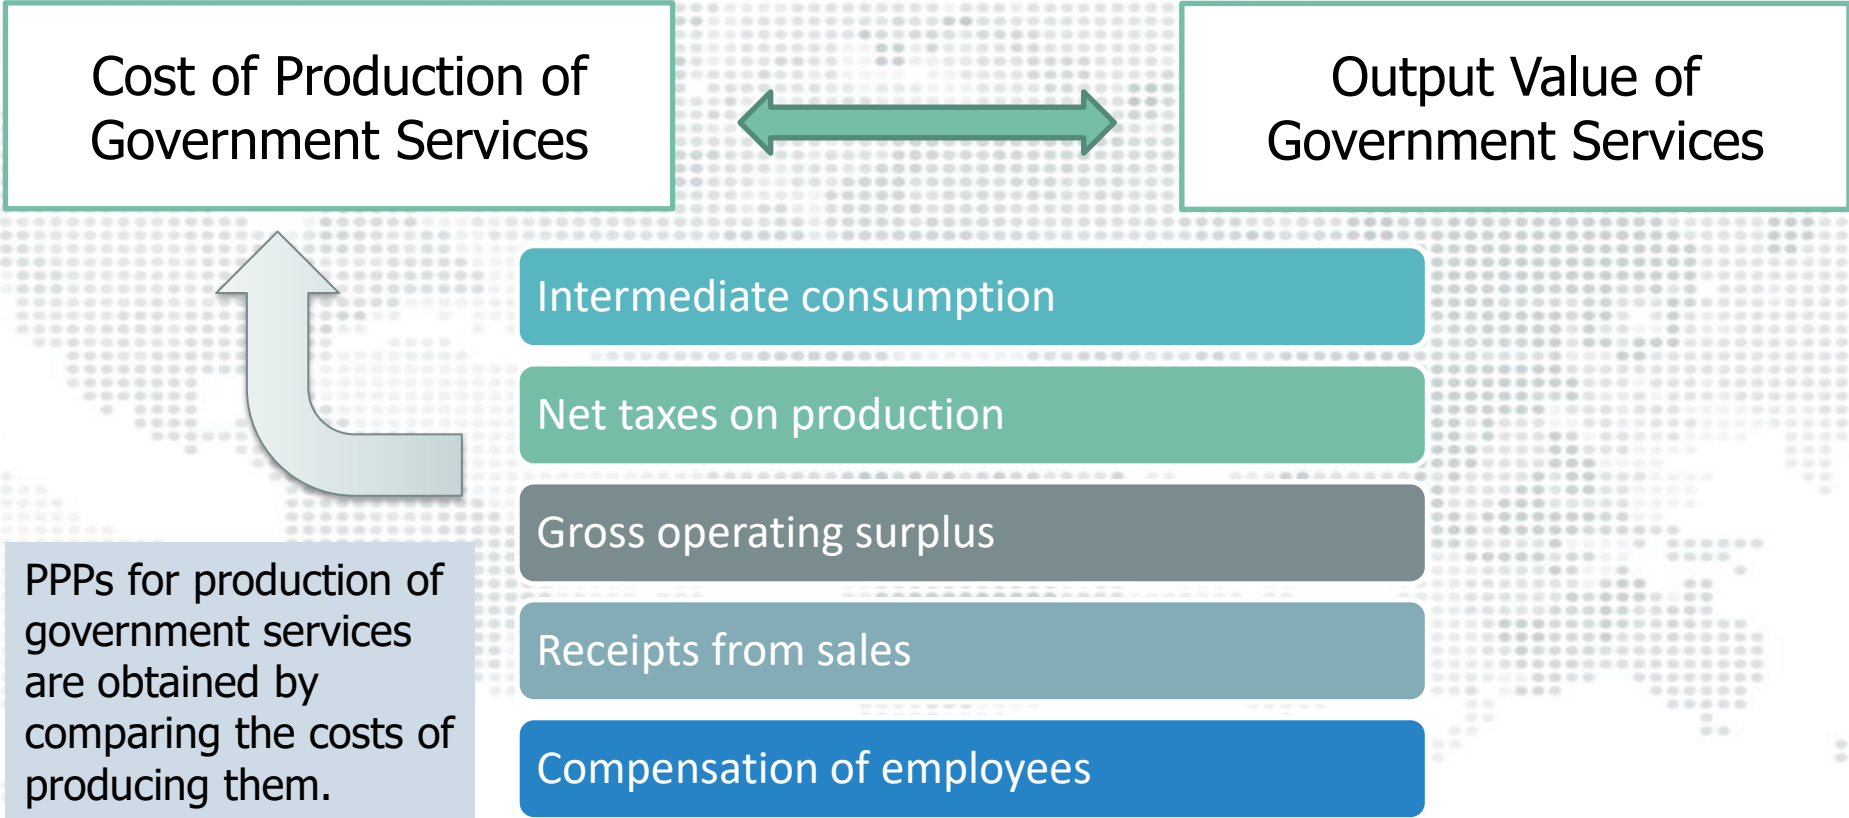 Cost of Production of
Government Services
Output Value of
Government Services
Intermediate consumption
Net taxes on production
Gross operating surplus
Receipts from sales
Compensation of employees
PPPs for production of
government services
are obtained by
comparing the costs of
producing them.